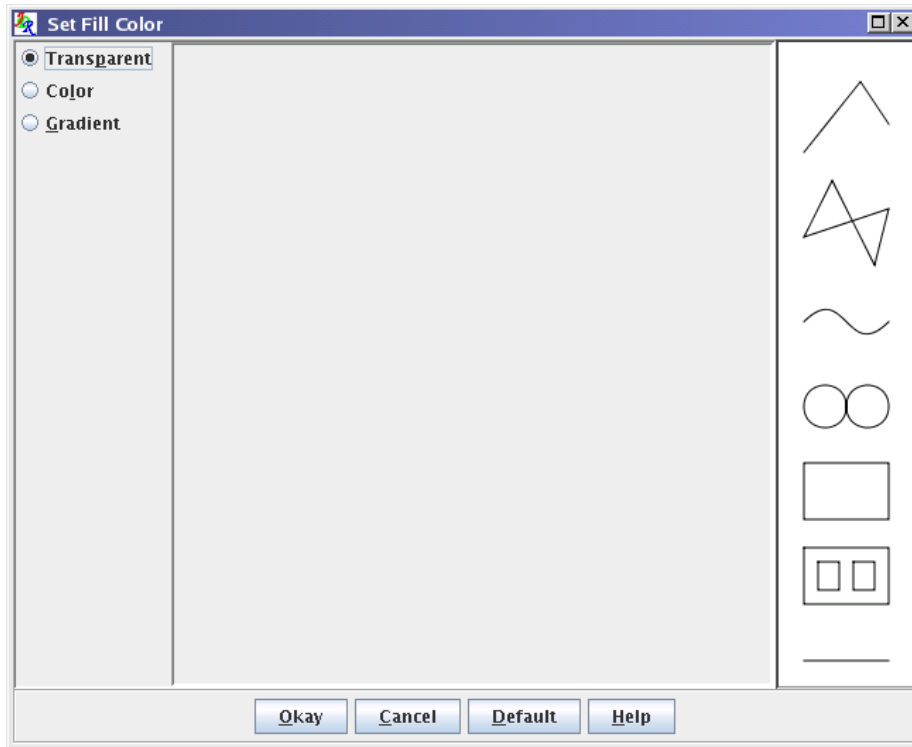 Set Fill Color
Transparent
Color
Gradient
Okay Cancel Default Help